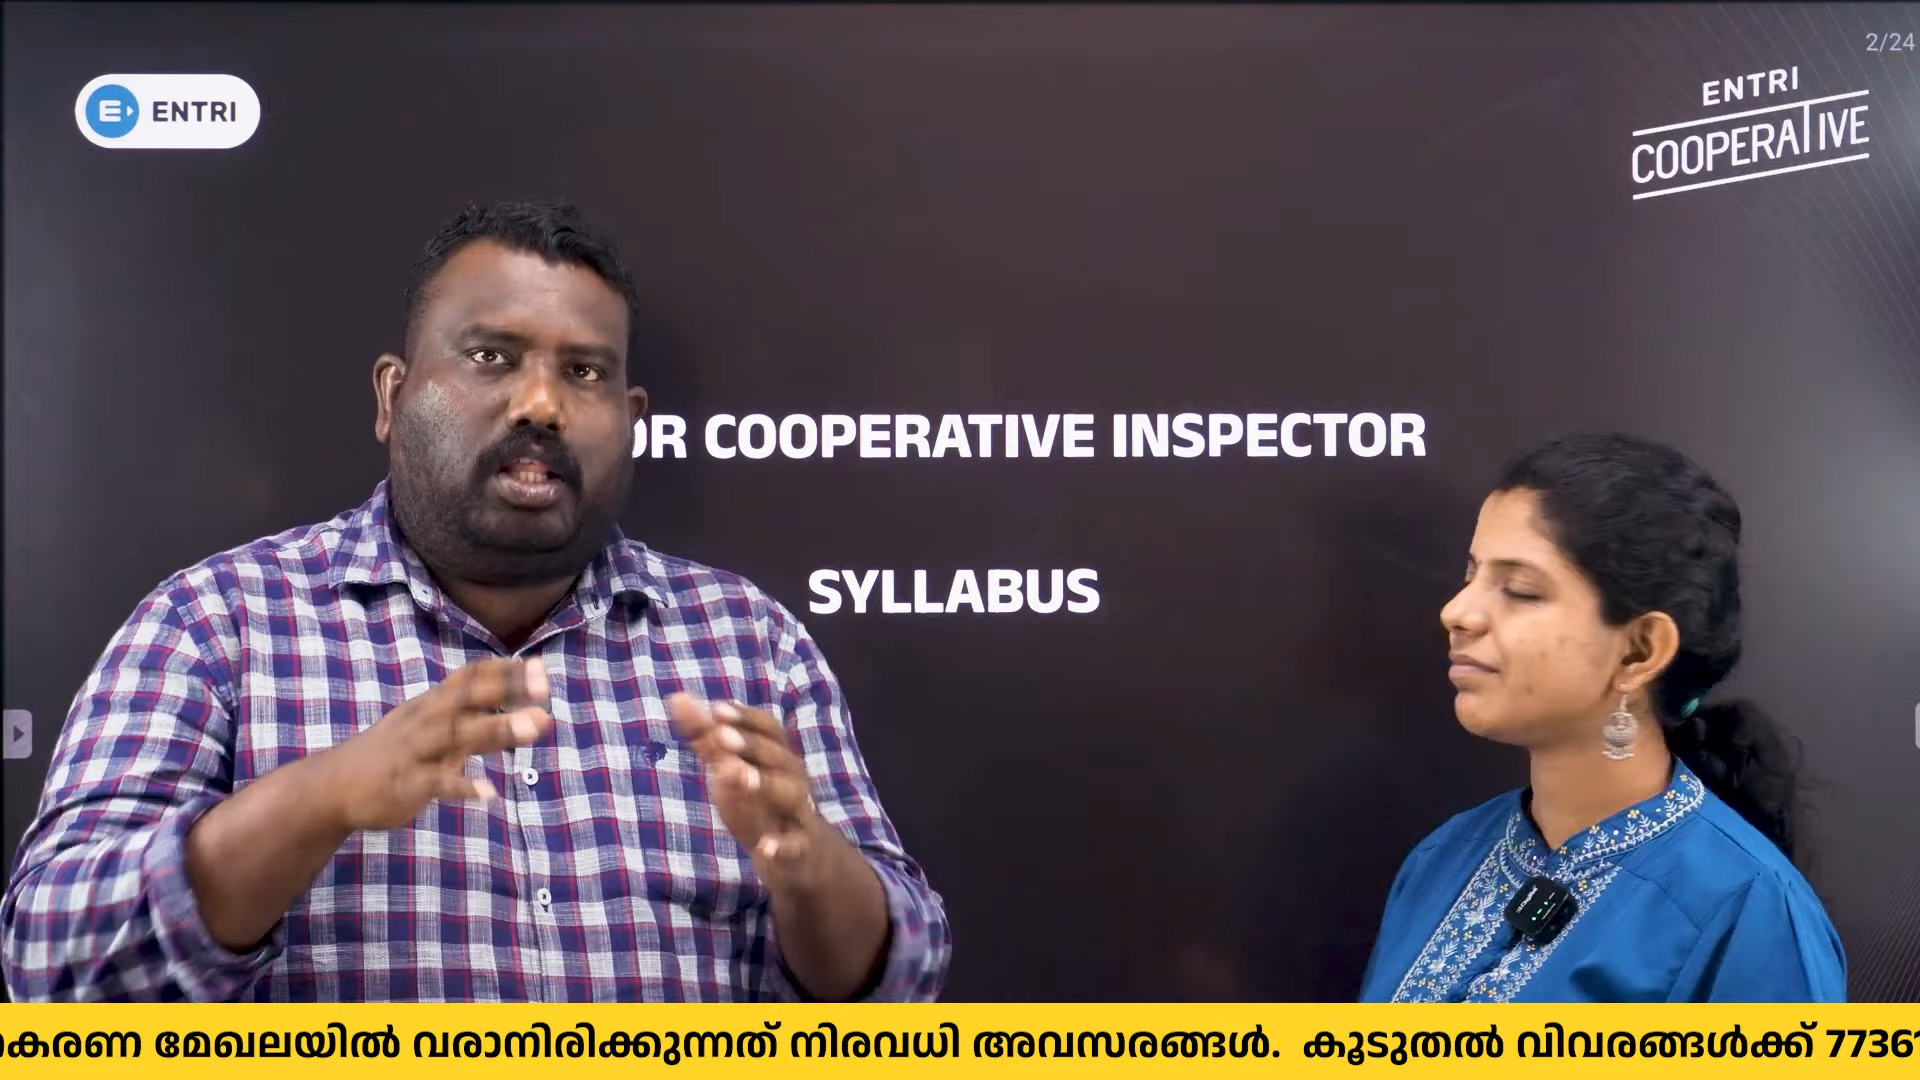 2/24
ENTRI
ENTRI
COOPERATIVE
OR COOPERATIVE INSPECTOR
SYLLABUS
കരണ മേഖലയിൽ വരാനിരിക്കുന്നത് നിരവധി അവസരങ്ങൾ. കൂടുതൽ വിവരങ്ങൾക്ക് 7736